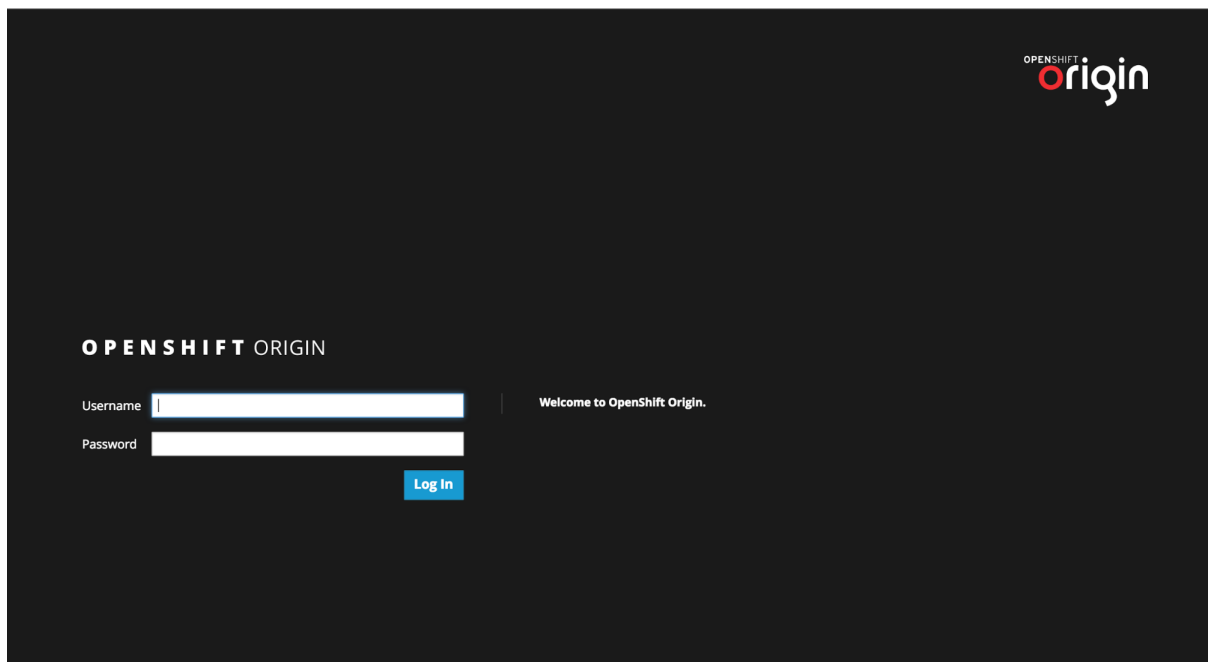 OPENSHIFT
origin
OPENSHIFT ORIGIN
Username
Welcome to OpenShift Origin.
Password
Log In